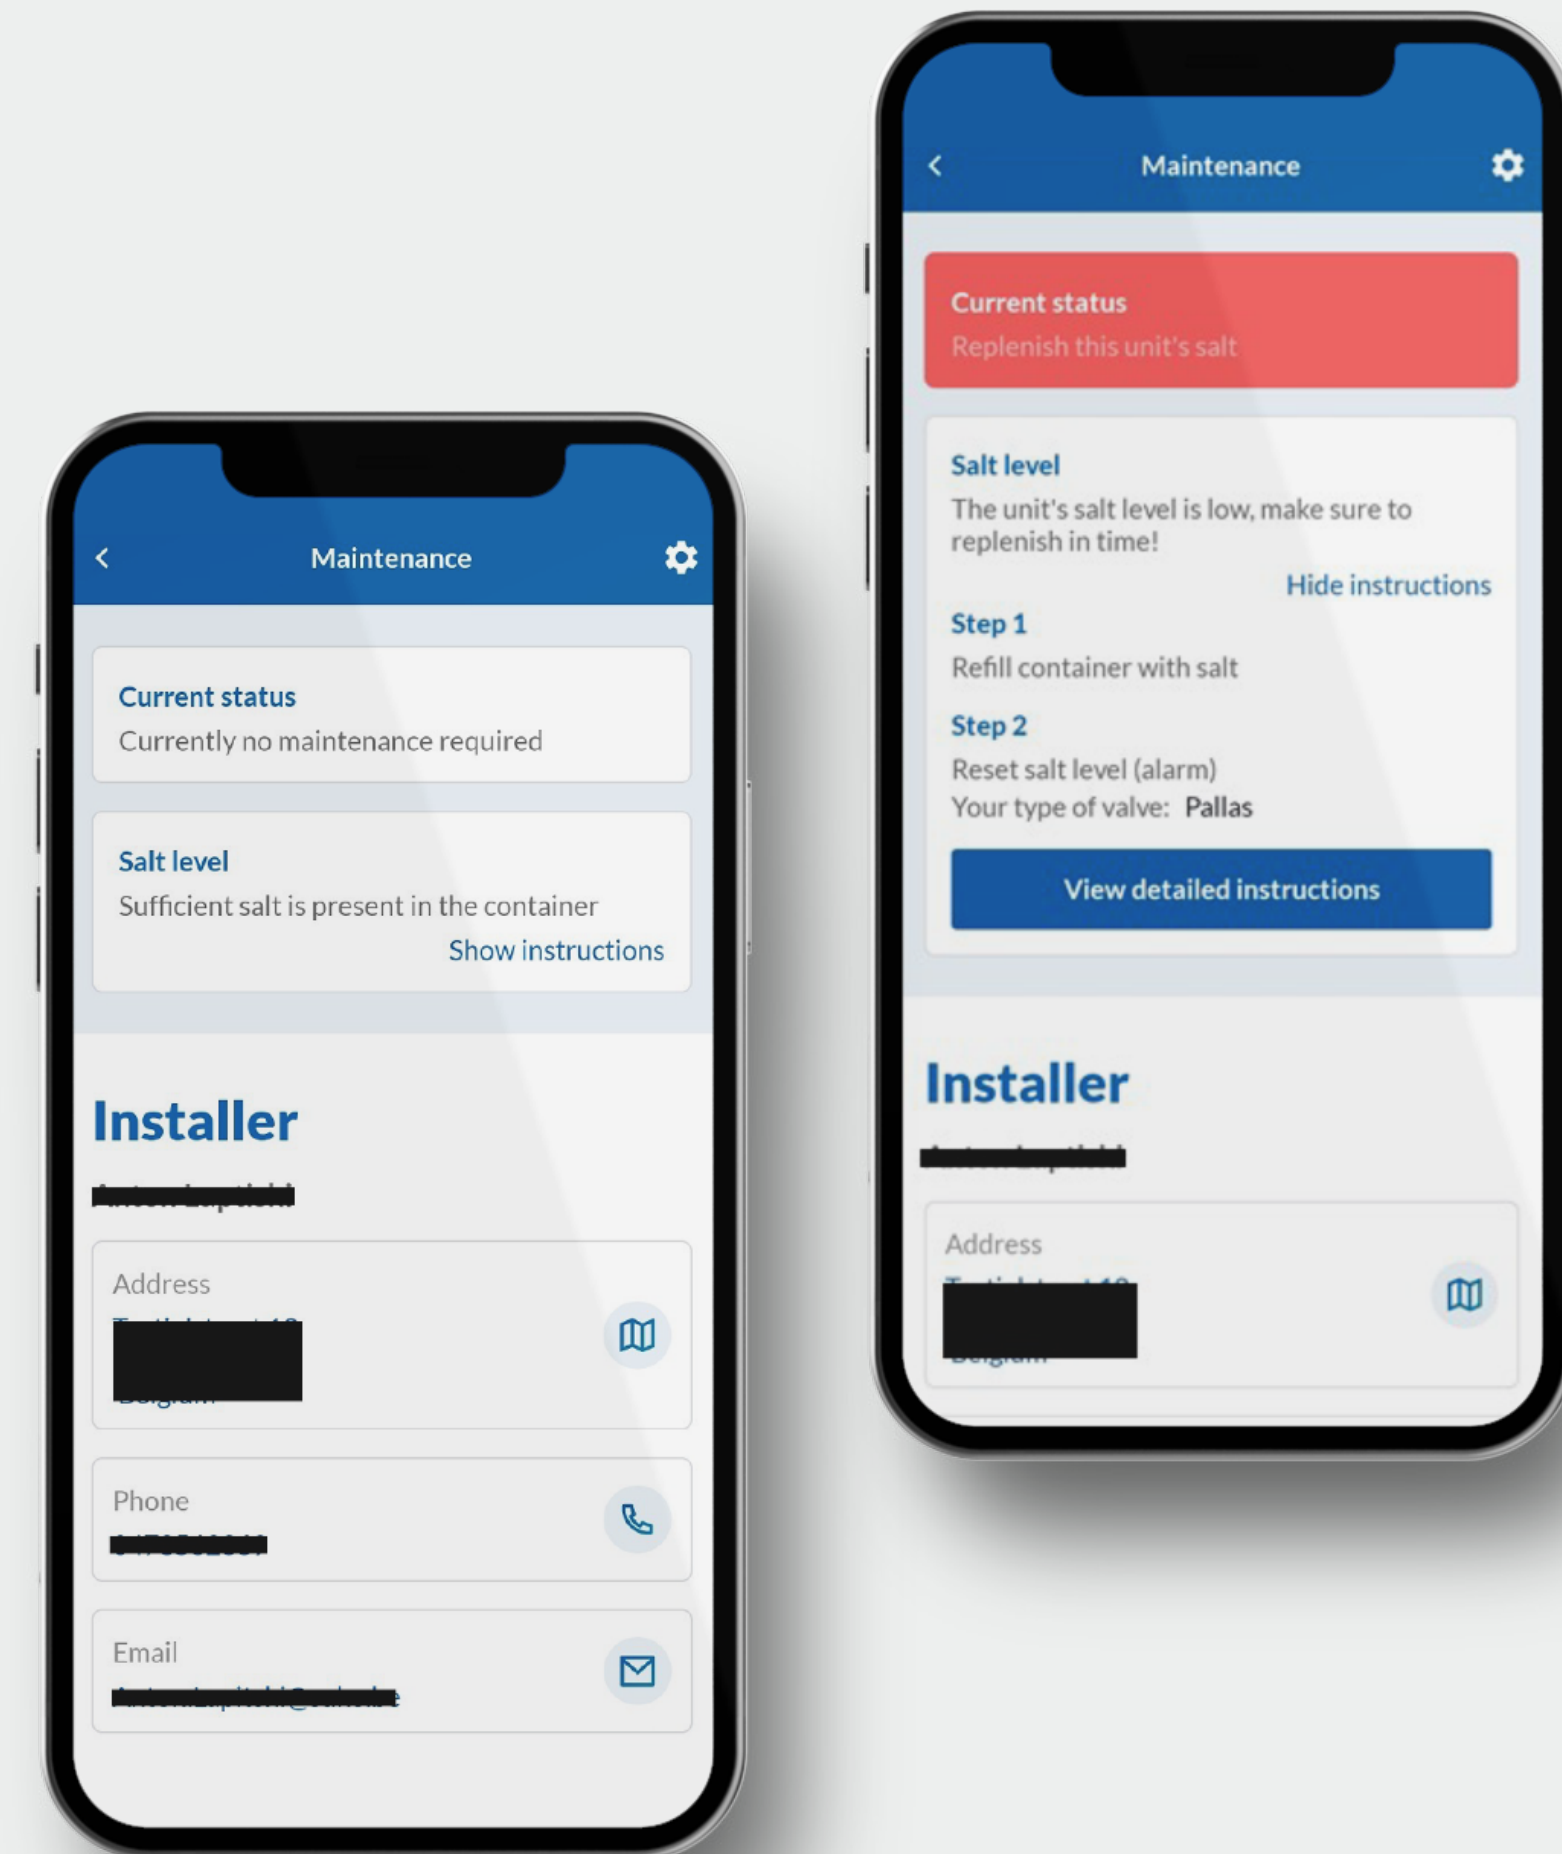 Maintenance
Current status
Currently no maintenance required
Salt level
Sufficient salt is present in the container
Show instructions
Installer
Address
Phone
Email
Maintenance
Current status
Replenish this unit's salt
Salt level
The unit's salt level is low, make sure to
replenish in time!
Hide instructions
Step 1
Refill container with salt
Step 2
Reset salt level (alarm)
Your type of valve: Pallas
View detailed instructions
Installer
Address